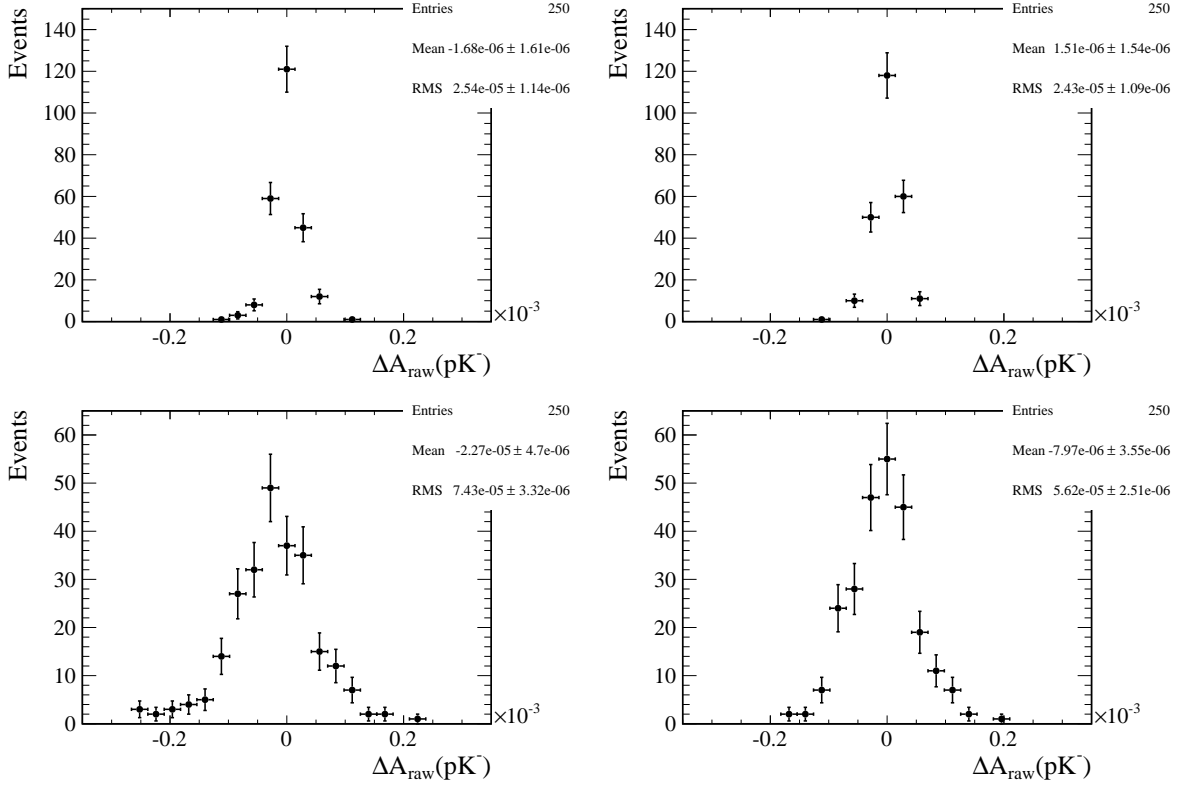 Events
140
120
100
80
60
40
20
0
Entries 250
Mean -1.68e-06 ± 1.61e-06
RMS 2.54e-05 ± 1.14e-06
-0.2 0 0.2
×10⁻³
ΔA_raw(pK⁻)
Events
140
120
100
80
60
40
20
0
Entries 250
Mean 1.51e-06 ± 1.54e-06
RMS 2.43e-05 ± 1.09e-06
-0.2 0 0.2
×10⁻³
ΔA_raw(pK⁻)
Events
60
50
40
30
20
10
0
Entries 250
Mean -2.27e-05 ± 4.7e-06
RMS 7.43e-05 ± 3.32e-06
-0.2 0 0.2
×10⁻³
ΔA_raw(pK⁻)
Events
60
50
40
30
20
10
0
Entries 250
Mean -7.97e-06 ± 3.55e-06
RMS 5.62e-05 ± 2.51e-06
-0.2 0 0.2
×10⁻³
ΔA_raw(pK⁻)